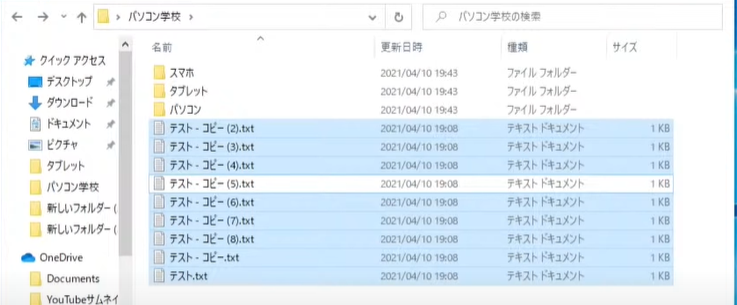 パソコン学校
パソコン学校の検索
名前 更新日時 種類 サイズ
クイック アクセス
デスクトップ
ダウンロード
ドキュメント
ピクチャ
タブレット
パソコン学校
新しいフォルダー (
新しいフォルダー (
OneDrive
Documents
YouTubeサムネイ
スマホ 2021/04/10 19:43 ファイル フォルダー
タブレット 2021/04/10 19:43 ファイル フォルダー
パソコン 2021/04/10 19:43 ファイル フォルダー
テスト - コピー (2).txt 2021/04/10 19:08 テキスト ドキュメント 1 KB
テスト - コピー (3).txt 2021/04/10 19:08 テキスト ドキュメント 1 KB
テスト - コピー (4).txt 2021/04/10 19:08 テキスト ドキュメント 1 KB
テスト - コピー (5).txt 2021/04/10 19:08 テキスト ドキュメント 1 KB
テスト - コピー (6).txt 2021/04/10 19:08 テキスト ドキュメント 1 KB
テスト - コピー (7).txt 2021/04/10 19:08 テキスト ドキュメント 1 KB
テスト - コピー (8).txt 2021/04/10 19:08 テキスト ドキュメント 1 KB
テスト - コピー.txt 2021/04/10 19:08 テキスト ドキュメント 1 KB
テスト.txt 2021/04/10 19:08 テキスト ドキュメント 1 KB